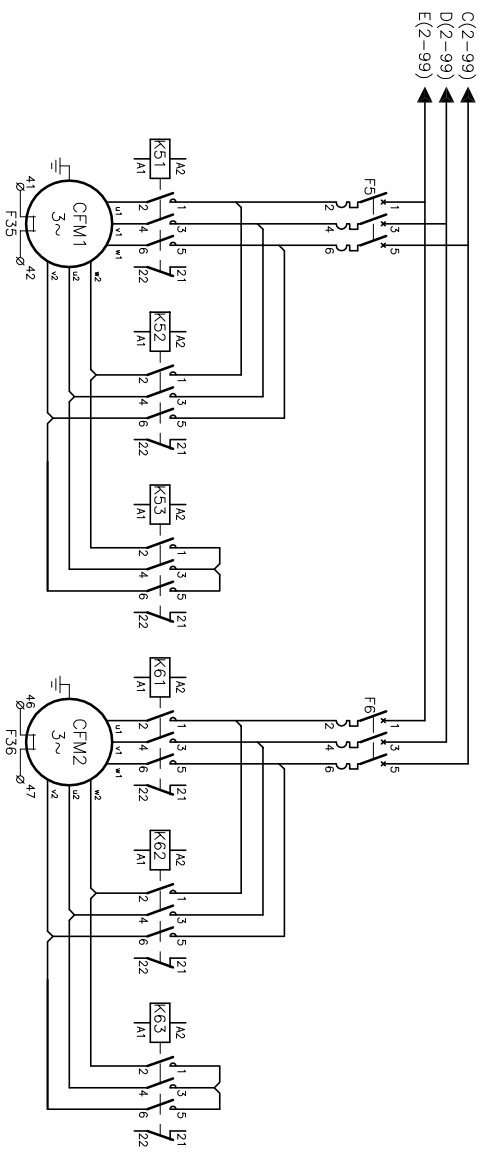 C(2-99)
D(2-99)
E(2-99)
F5
1 3 5
2 4 6
F6
1 3 5
2 4 6
K51
A2
A1
1 3 5 21
2 4 6 22
K52
A2
A1
1 3 5 21
2 4 6 22
K53
A2
A1
1 3 5 21
2 4 6 22
K61
A2
A1
1 3 5 21
2 4 6 22
K62
A2
A1
1 3 5 21
2 4 6 22
K63
A2
A1
1 3 5 21
2 4 6 22
u1 v1 w1
CFM1
3~
w2
u2
v2
41 F35 42
u1 v1 w1
CFM2
3~
w2
u2
v2
46 F36 47